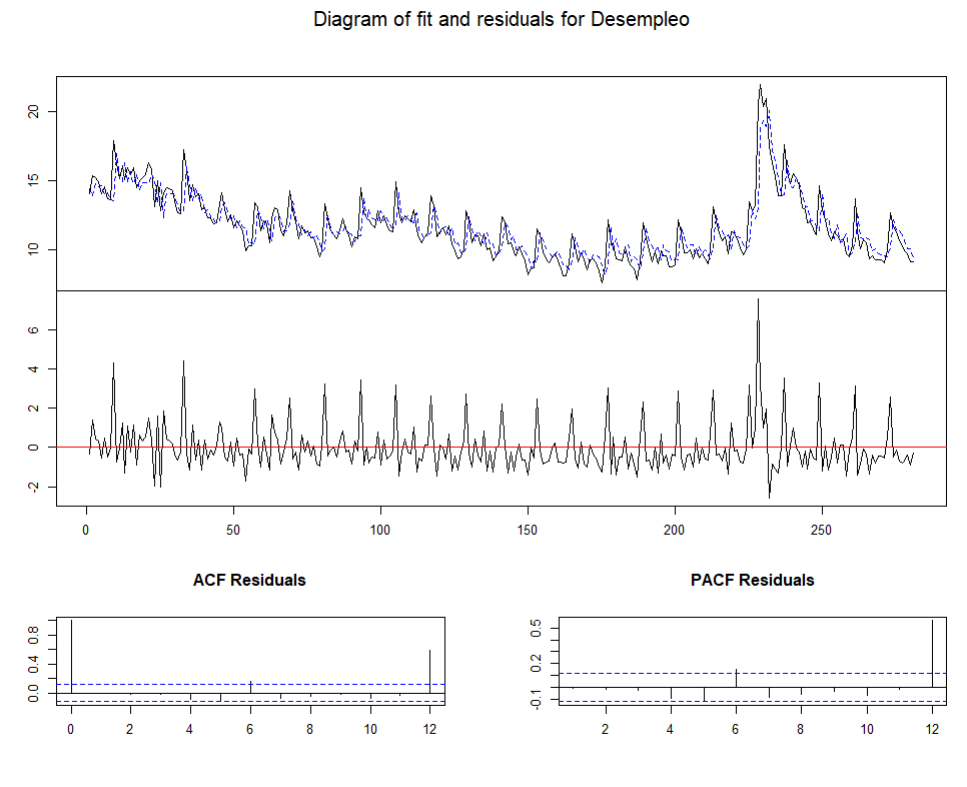 Diagram of fit and residuals for Desempleo
20
15
10
6
4
2
0
-2
0 50 100 150 200 250
ACF Residuals PACF Residuals
0.8
0.4
0.0
0.5
0.2
-0.1
0 2 4 6 8 10 12
2 4 6 8 10 12